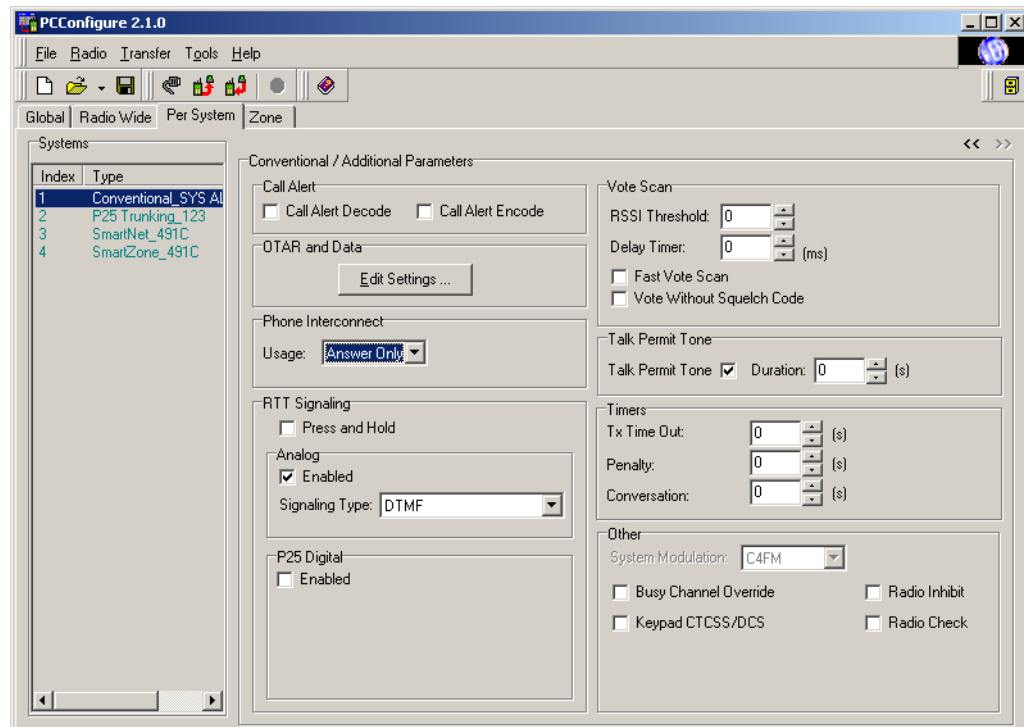 PCConfigure 2.1.0
File Radio Transfer Tools Help
Global Radio Wide Per System Zone
Systems
<< >>
Index Type
1 Conventional_SYS AL
2 P25 Trunking_123
3 SmartNet_491C
4 SmartZone_491C
Conventional / Additional Parameters
Call Alert
Call Alert Decode Call Alert Encode
OTAR and Data
Edit Settings ...
Phone Interconnect
Usage: Answer Only
RTT Signaling
Press and Hold
Analog
Enabled
Signaling Type: DTMF
P25 Digital
Enabled
Vote Scan
RSSI Threshold: 0
Delay Timer: 0 (ms)
Fast Vote Scan
Vote Without Squelch Code
Talk Permit Tone
Talk Permit Tone Duration: 0 (s)
Timers
Tx Time Out: 0 (s)
Penalty: 0 (s)
Conversation: 0 (s)
Other
System Modulation: C4FM
Busy Channel Override Radio Inhibit
Keypad CTCSS/DCS Radio Check